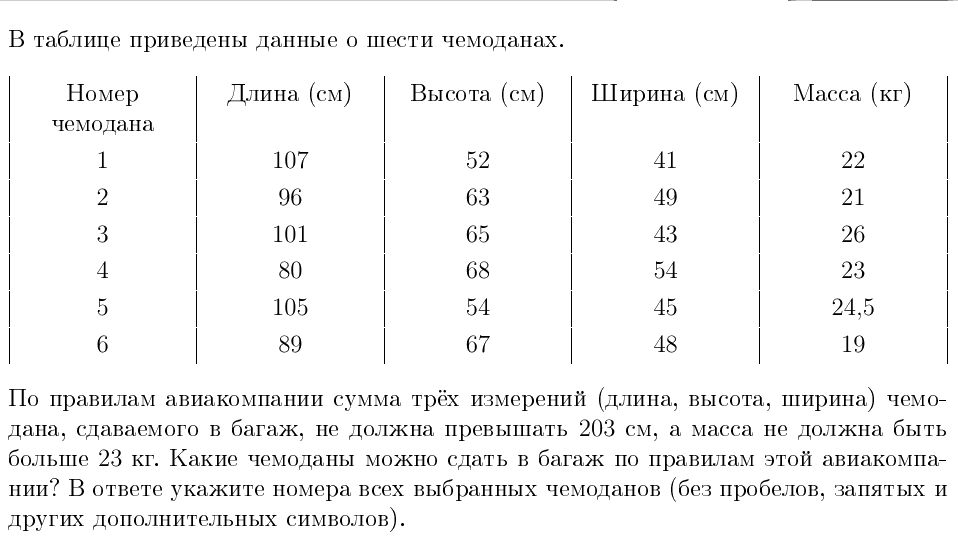 В таблице приведены данные о шести чемоданах.
Номер чемодана Длина (см) Высота (см) Ширина (см) Масса (кг)
1 107 52 41 22
2 96 63 49 21
3 101 65 43 26
4 80 68 54 23
5 105 54 45 24,5
6 89 67 48 19
По правилам авиакомпании сумма трёх измерений (длина, высота, ширина) чемо-
дана, сдаваемого в багаж, не должна превышать 203 см, а масса не должна быть
больше 23 кг. Какие чемоданы можно сдать в багаж по правилам этой авиакомпа-
нии? В ответе укажите номера всех выбранных чемоданов (без пробелов, запятых и
других дополнительных символов).